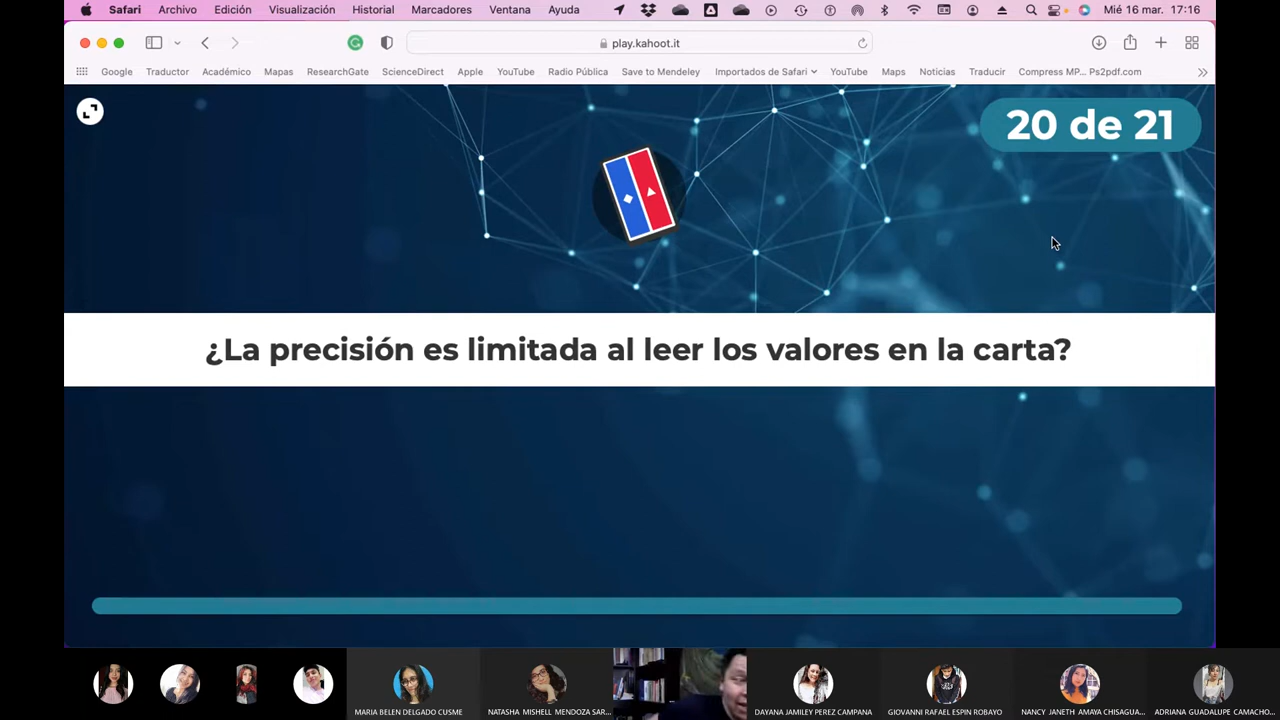 Safari Archivo Edición Visualización Historial Marcadores Ventana Ayuda Mié 16 mar. 17:16
play.kahoot.it
Google Traductor Académico Mapas ResearchGate ScienceDirect Apple YouTube Radio Pública Save to Mendeley Importados de Safari YouTube Maps Noticias Traducir Compress MP... Ps2pdf.com
20 de 21
¿La precisión es limitada al leer los valores en la carta?
MARIA BELEN DELGADO CUSME NATASHA MISHELL MENDOZA SAR... DAYANA JAMILEY PEREZ CAMPANA GIOVANNI RAFAEL ESPIN ROBAYO NANCY JANETH AMAYA CHISAGUA... ADRIANA GUADALUPE CAMACHO...